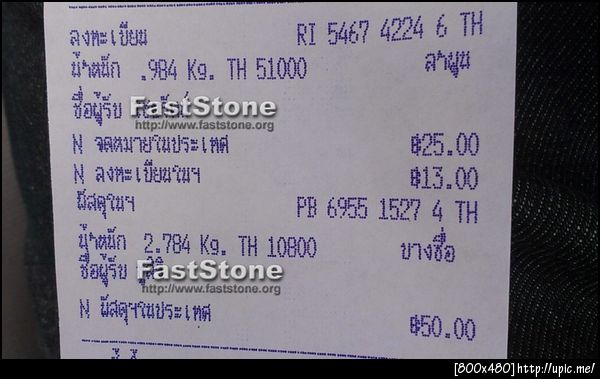 ลงทะเบียน RI 5467 4224 6 TH
น้ำหนัก .984 Kg. TH 51000 ลำพูน
ชื่อผู้รับ
FastStone
http://www.faststone.org
N จดหมายในประเทศ ฿25.00
N ลงทะเบียนในฯ ฿13.00
พัสดุในฯ PB 6955 1527 4 TH
น้ำหนัก 2.784 Kg. TH 10800 บางซื่อ
ชื่อผู้รับ
FastStone
http://www.faststone.org
N พัสดุฯในประเทศ ฿50.00
[800x480] http://upic.me/